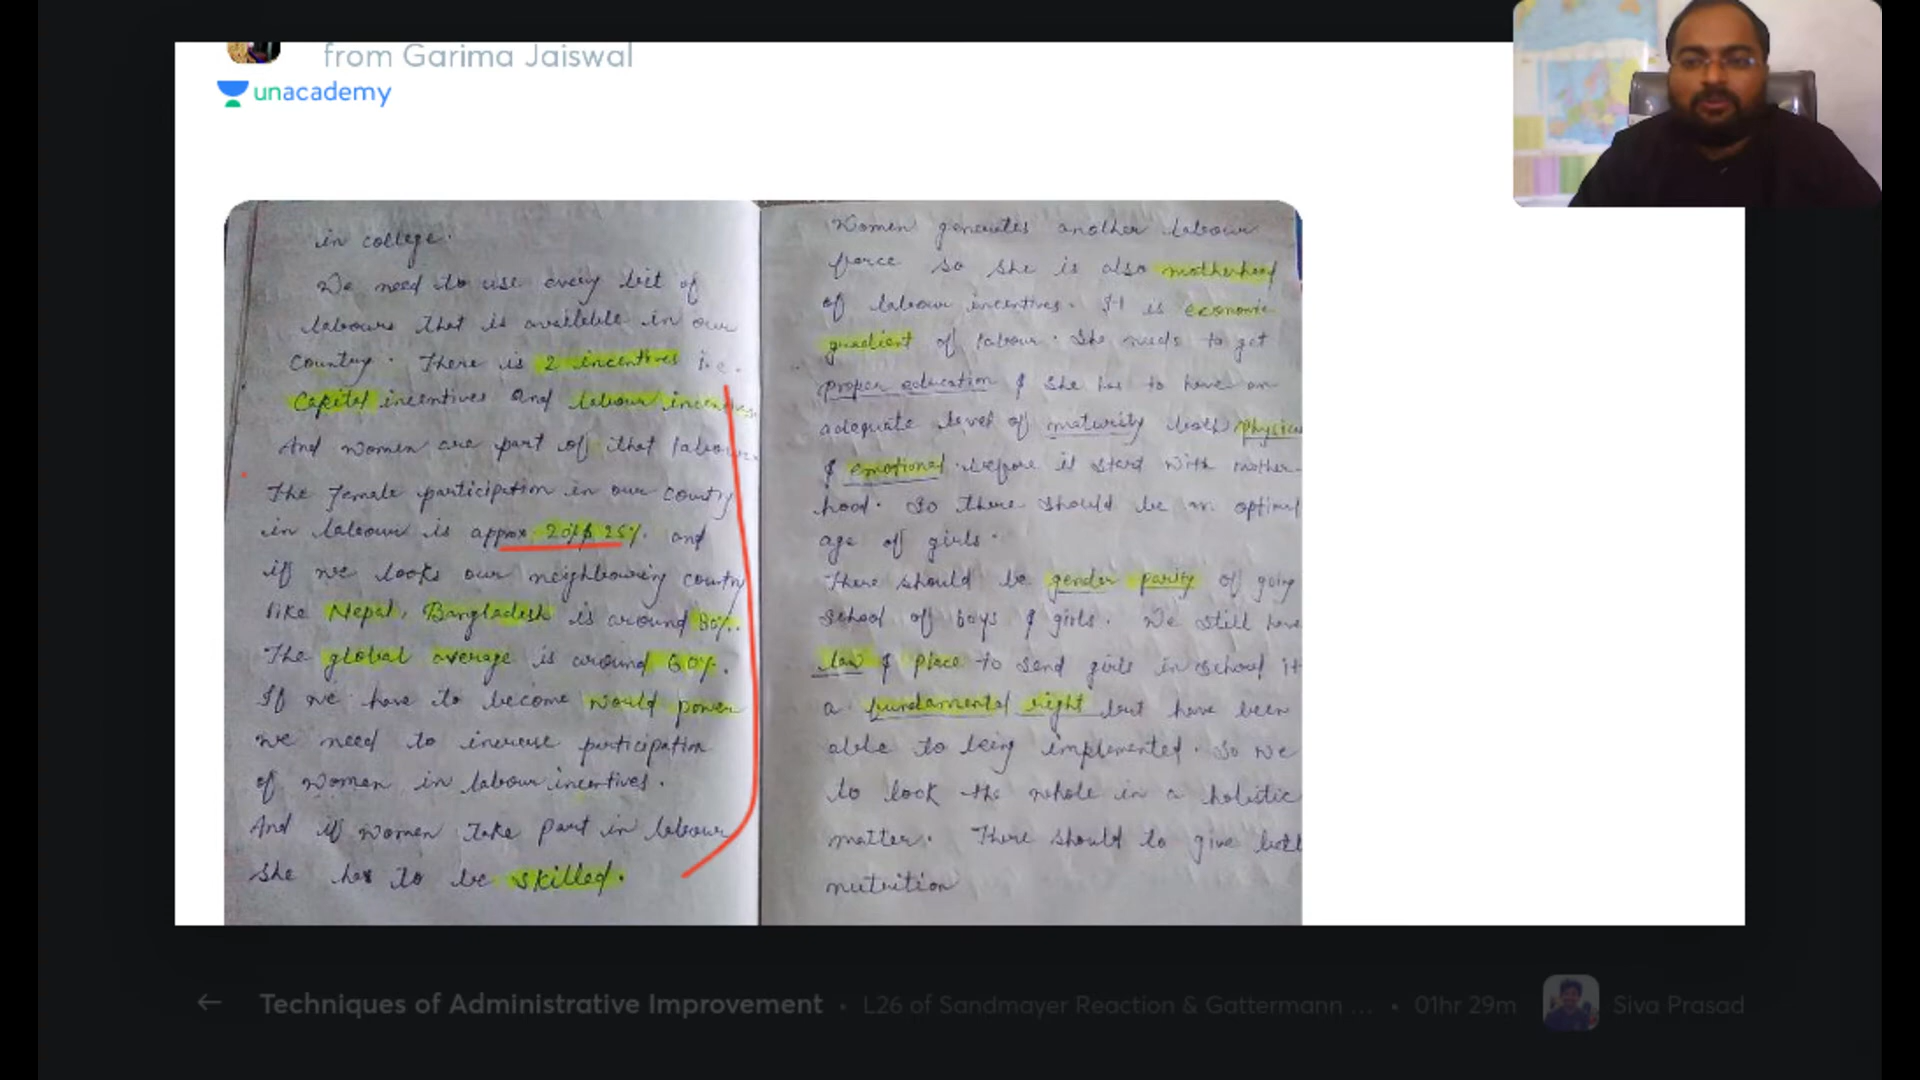 from Garima Jaiswal
unacademy
in college.
We need to use every bit of
labours that is available in our
country. There is 2 incentives i.e.
Capital incentives and labour incentives
And women are part of that labour
The female participation in our country
in labour is approx 20% 25%. and
if we looks our neighbouring country
like Nepal, Bangladesh is around 80%.
The global average is around 60%.
If we have to become would power
we need to increase participation
of women in labour incentives.
And if women take part in labour
She has to be skilled.
Women generates another labour
force so she is also motherhood
of labour incentives. It is economic
gradient of labour. She needs to get
proper education & she has to have an
adequate level of maturity both physical
& emotional before it start with mother-
hood. So there should be an optimal
age of girls.
There should be gender parity of going
School of boys & girls. We still have
law & place to send girls in school it
a fundamental right but have been
able to being implemented. So we
to look the whole in a holistic
matter. There should to give both
nutrition
Techniques of Administrative Improvement • L26 of Sandmayer Reaction & Gattermann ... • 01hr 29m Siva Prasad